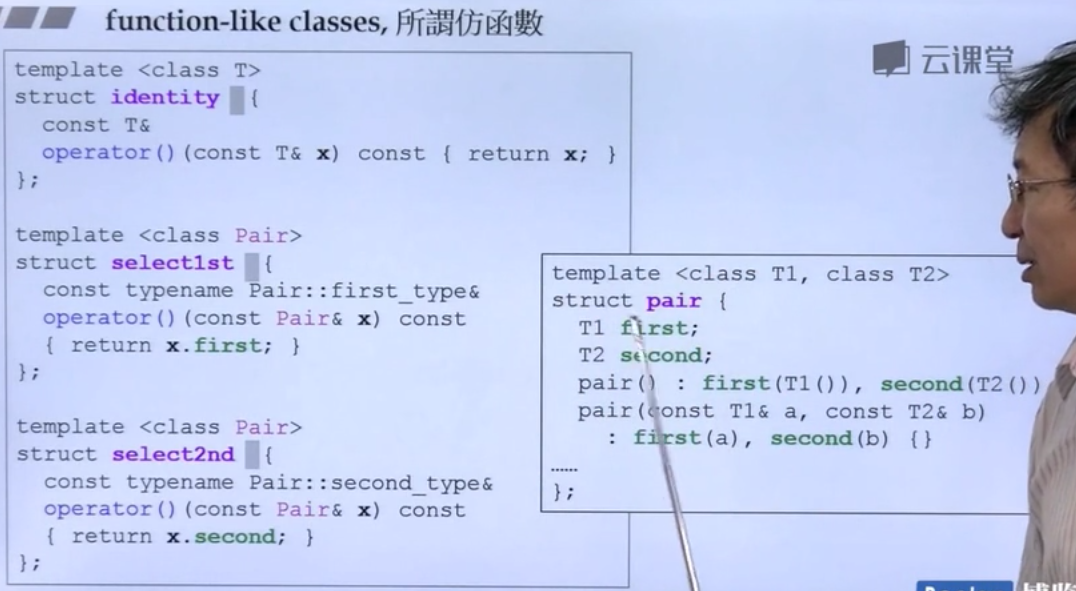 function-like classes, 所謂仿函數
云课堂
template <class T>
struct identity {
const T&
operator()(const T& x) const { return x; }
};
template <class Pair>
struct select1st {
const typename Pair::first_type&
operator()(const Pair& x) const
{ return x.first; }
};
template <class Pair>
struct select2nd {
const typename Pair::second_type&
operator()(const Pair& x) const
{ return x.second; }
};
template <class T1, class T2>
struct pair {
T1 first;
T2 second;
pair() : first(T1()), second(T2())
pair(const T1& a, const T2& b)
: first(a), second(b) {}
......
};